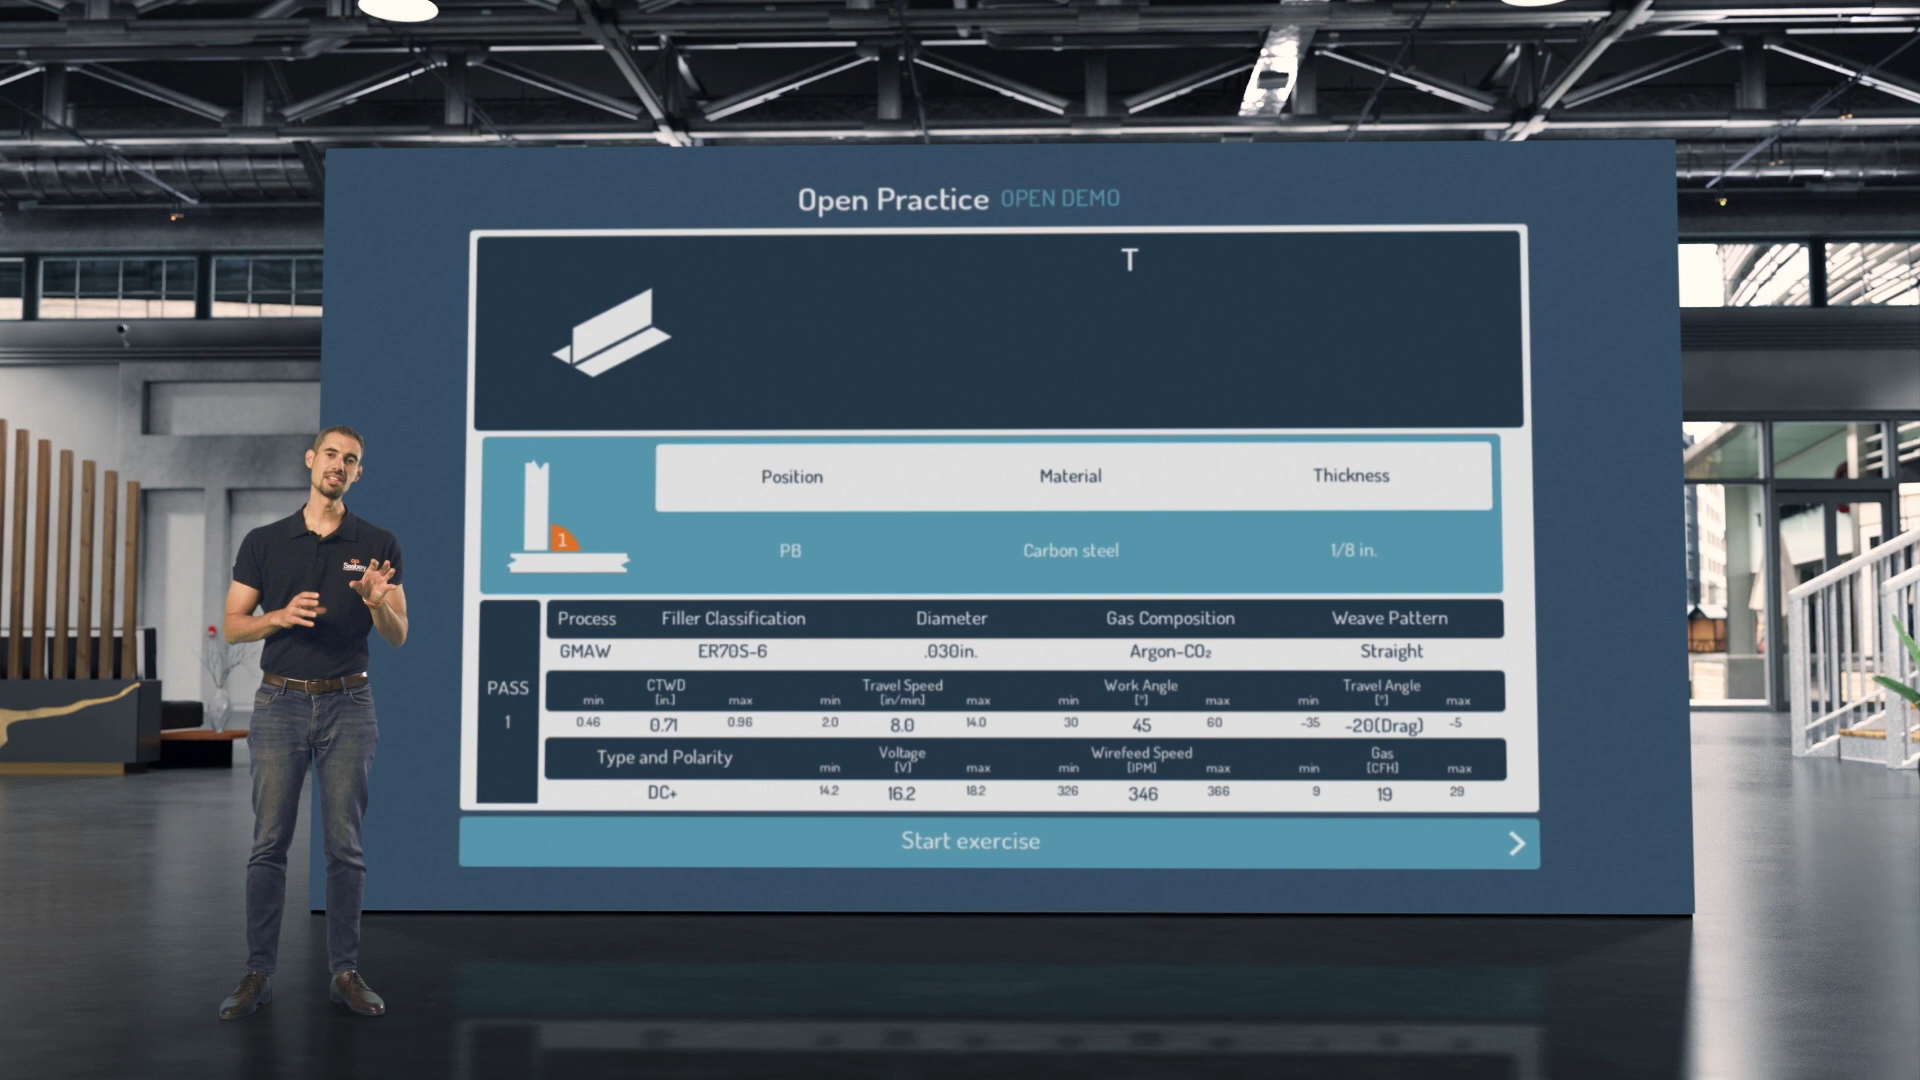 Open Practice OPEN DEMO
T
Position Material Thickness
1
PB Carbon steel 1/8 in.
Process Filler Classification Diameter Gas Composition Weave Pattern
GMAW ER70S-6 .030in. Argon-CO₂ Straight
PASS
1
CTWD Travel Speed Work Angle Travel Angle
min [in.] max min [in/min] max min [°] max min [°] max
0.46 0.71 0.96 2.0 8.0 14.0 30 45 60 -35 -20(Drag) -5
Type and Polarity Voltage Wirefeed Speed Gas
min [V] max min [IPM] max min [CFH] max
DC+ 14.2 16.2 18.2 326 346 366 9 19 29
Start exercise